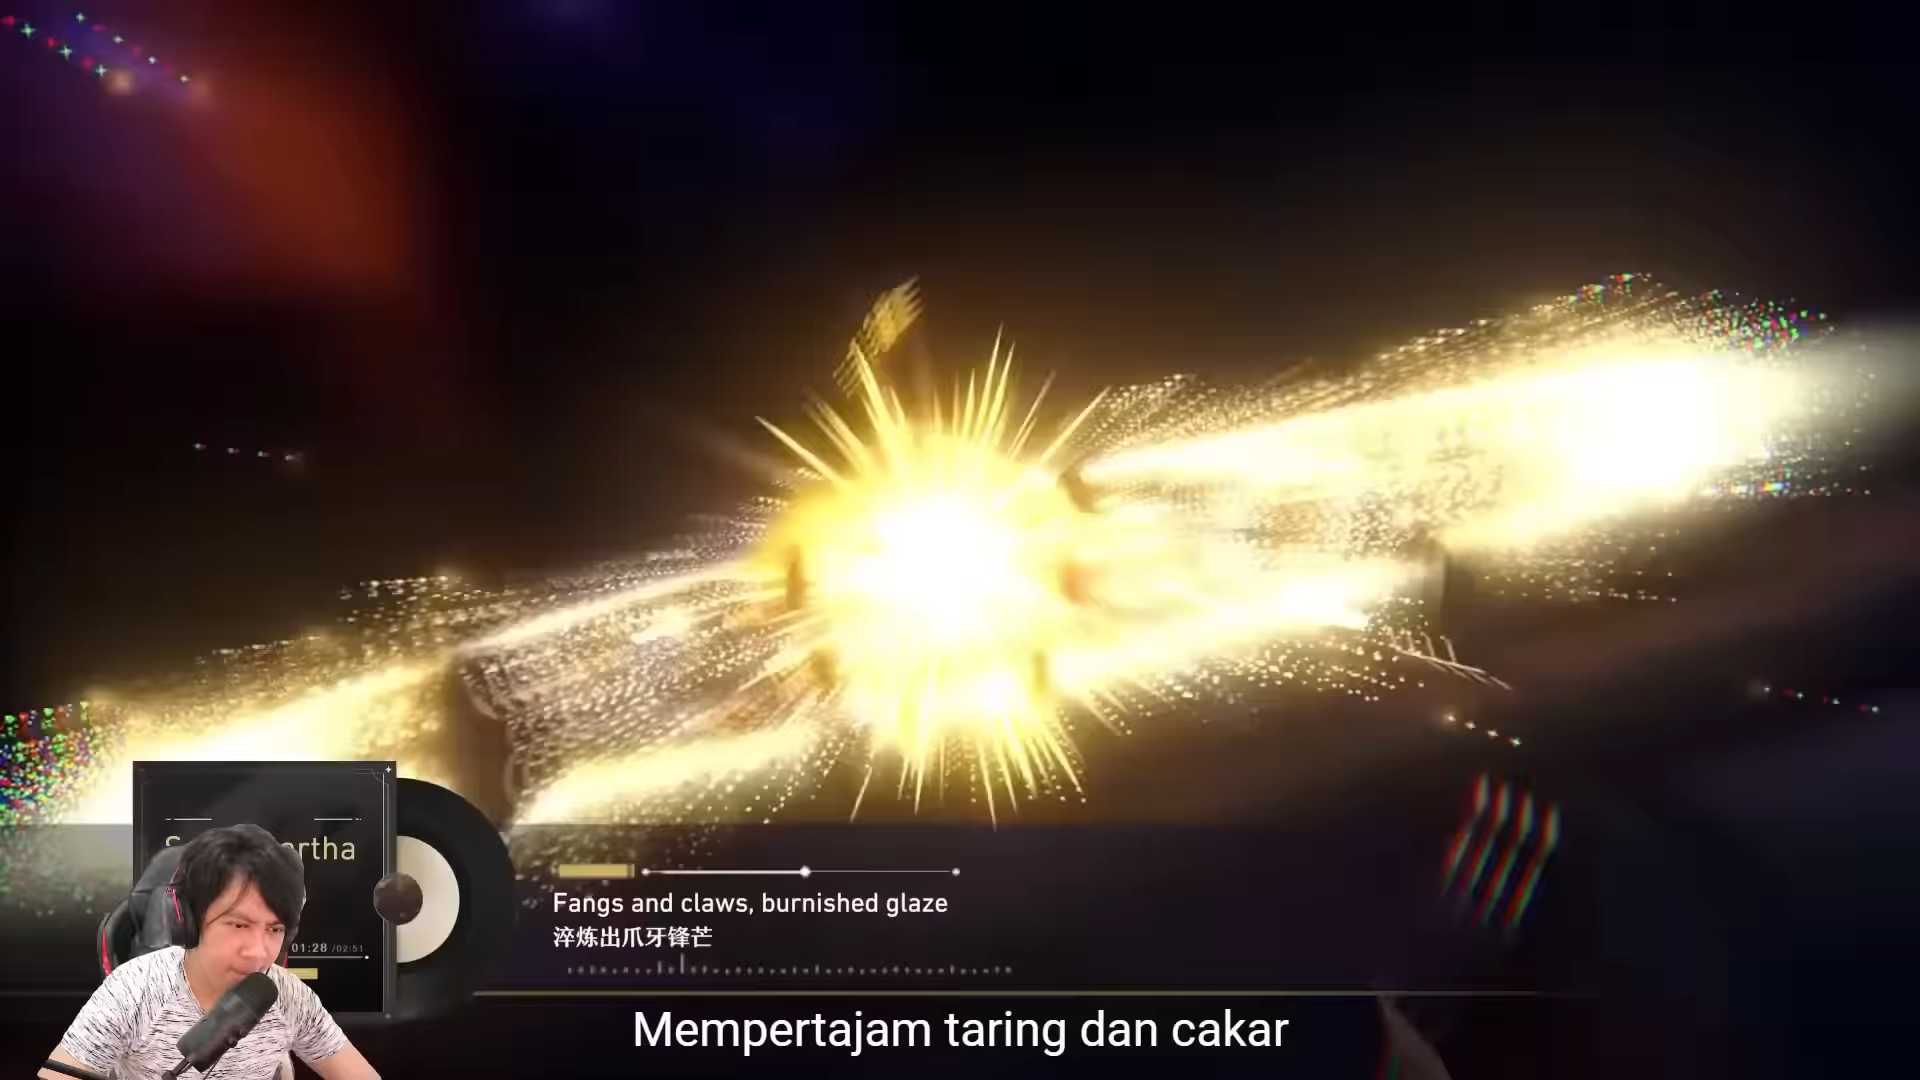 01:28 /02:51
Fangs and claws, burnished glaze
淬炼出爪牙锋芒
Mempertajam taring dan cakar